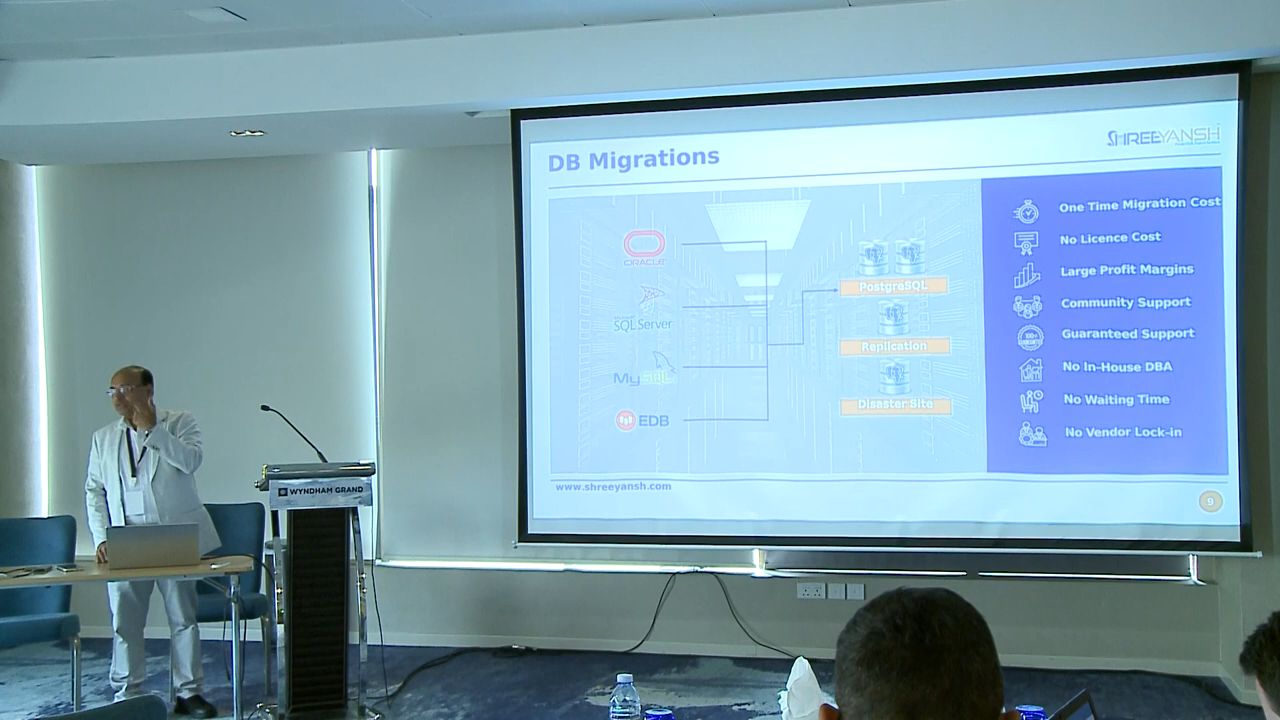 DB Migrations
SHREEYANSH
ORACLE
SQL Server
MySQL
EDB
PostgreSQL
Replication
Disaster Site
One Time Migration Cost
No Licence Cost
Large Profit Margins
Community Support
Guaranteed Support
No In-House DBA
No Waiting Time
No Vendor Lock-in
www.shreeyansh.com
9
WYNDHAM GRAND